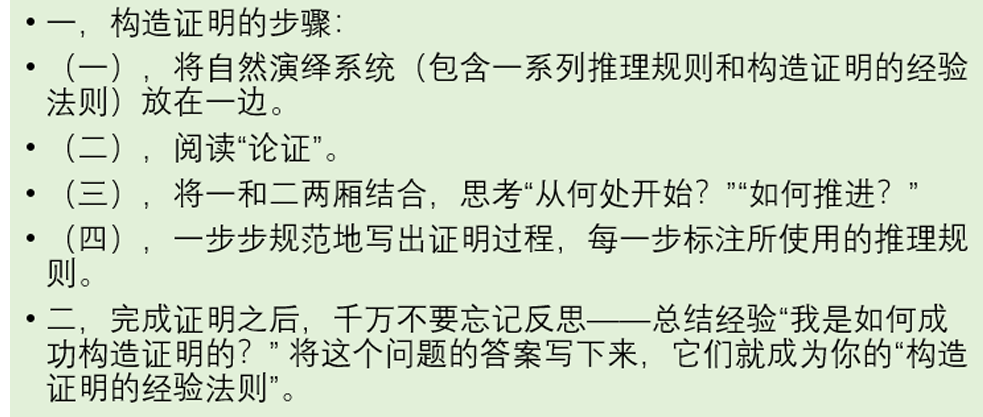 • 一，构造证明的步骤：
• （一），将自然演绎系统（包含一系列推理规则和构造证明的经验
法则）放在一边。
• （二），阅读“论证”。
• （三），将一和二两厢结合，思考“从何处开始？”“如何推进？”
• （四），一步步规范地写出证明过程，每一步标注所使用的推理规
则。
• 二，完成证明之后，千万不要忘记反思——总结经验“我是如何成
功构造证明的？” 将这个问题的答案写下来，它们就成为你的“构造
证明的经验法则”。